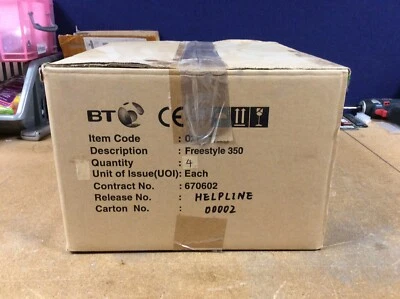 BT CE
Item Code :
Description : Freestyle 350
Quantity : 4
Unit of Issue(UOI): Each
Contract No. : 670602
Release No. : HELPLINE
Carton No. : 00002